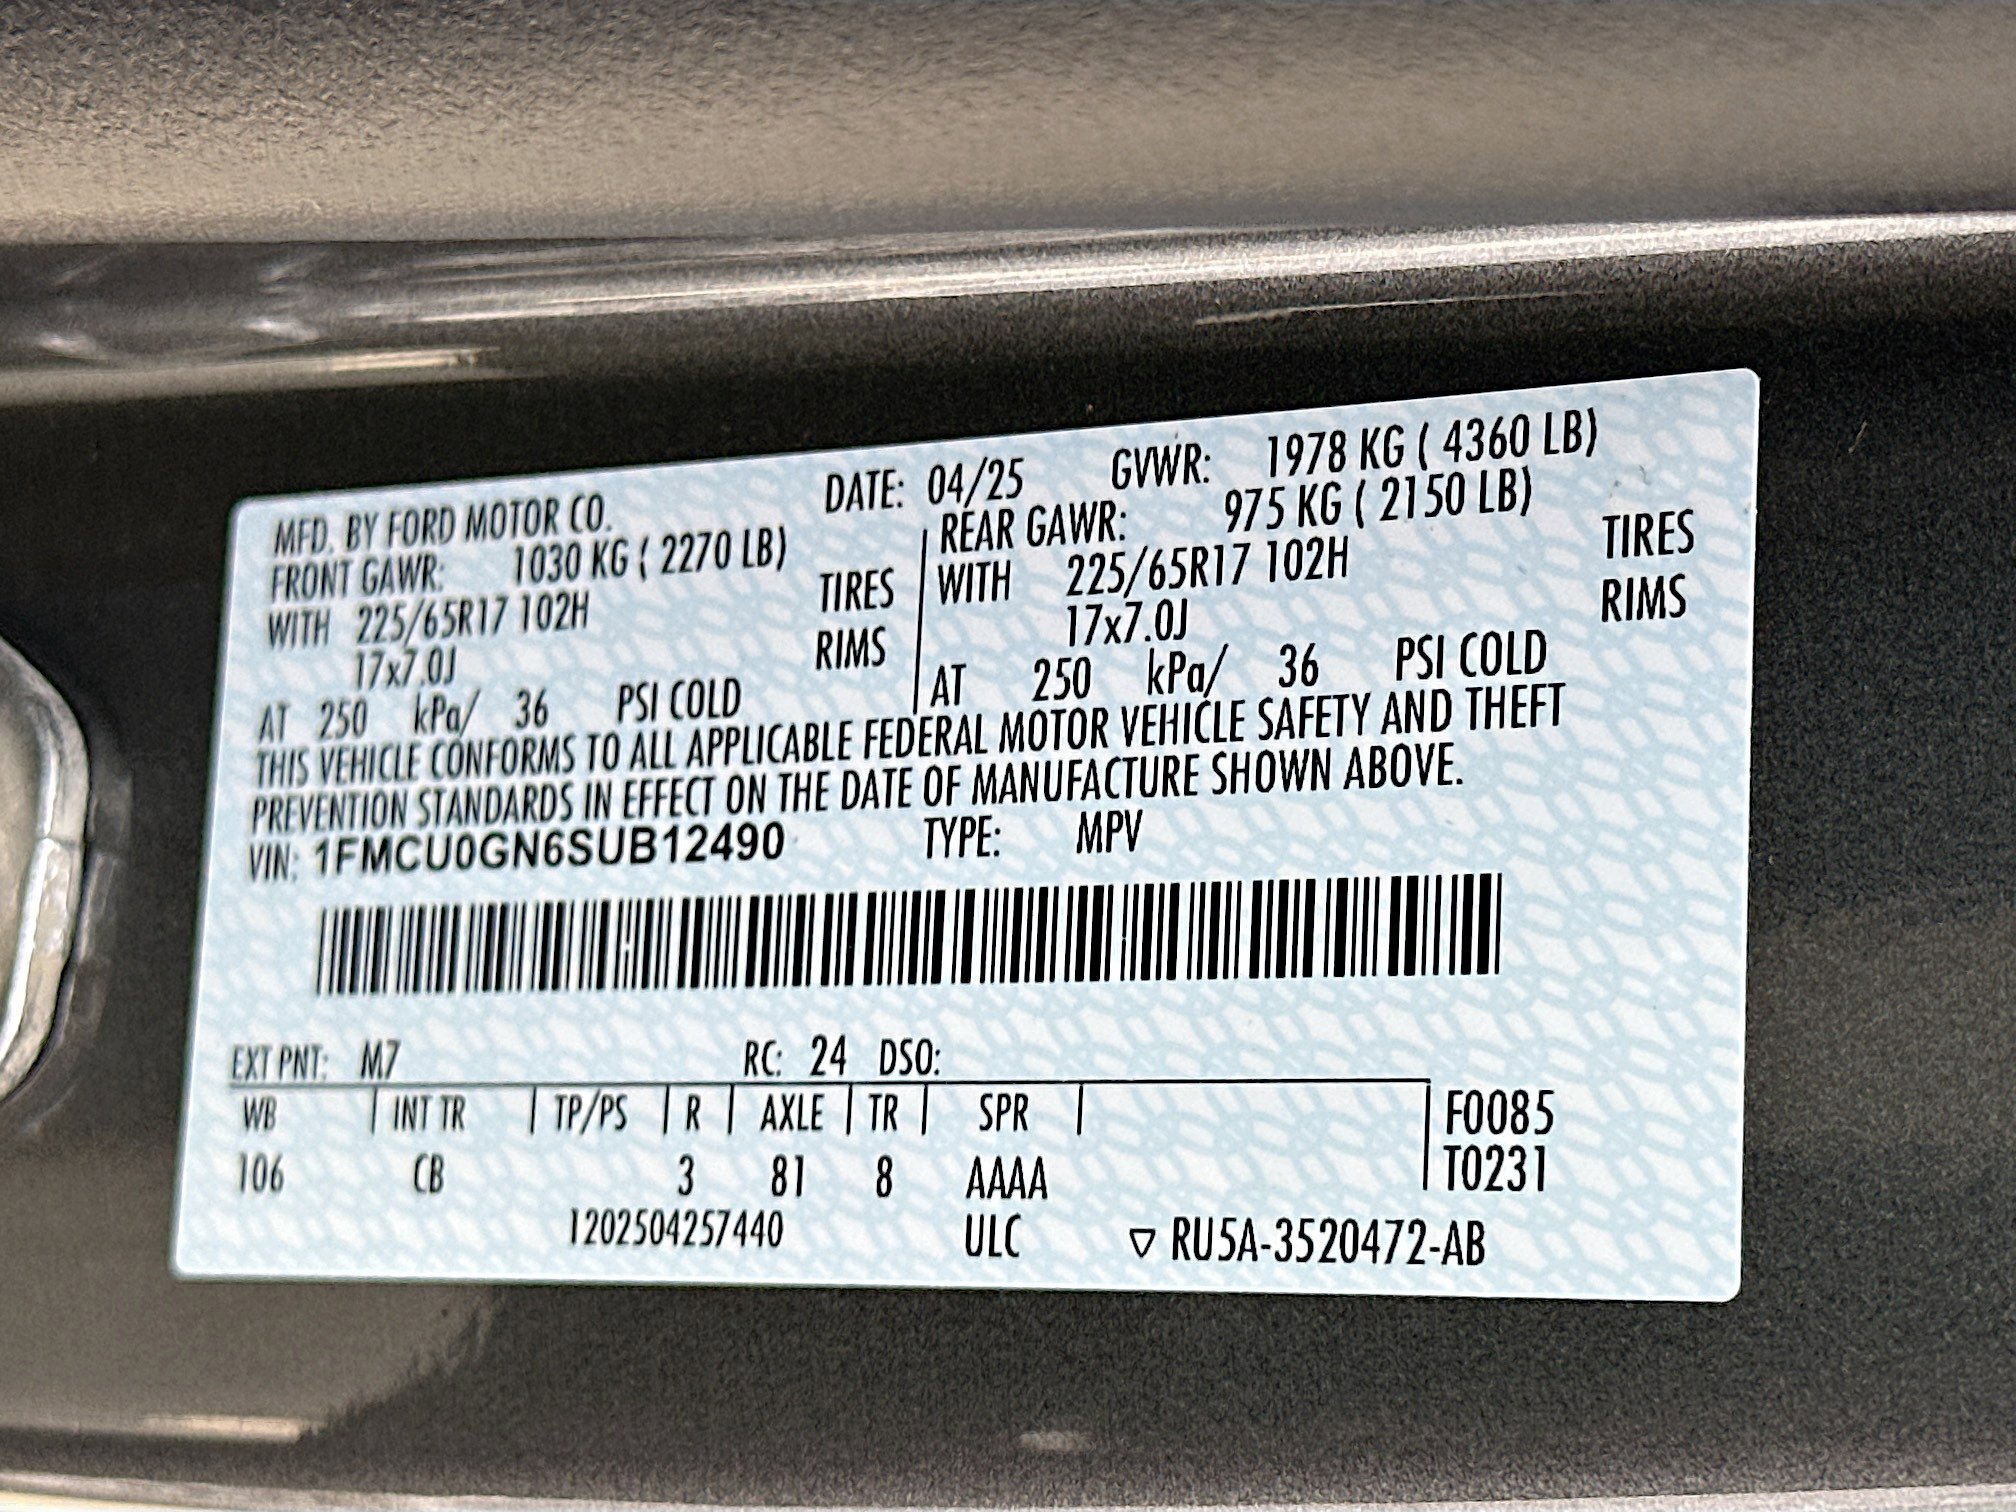 MFD. BY FORD MOTOR CO. DATE: 04/25 GVWR: 1978 KG ( 4360 LB)
FRONT GAWR: 1030 KG ( 2270 LB) REAR GAWR: 975 KG ( 2150 LB)
WITH 225/65R17 102H TIRES WITH 225/65R17 102H TIRES
17x7.0J RIMS 17x7.0J RIMS
AT 250 kPa/ 36 PSI COLD AT 250 kPa/ 36 PSI COLD
THIS VEHICLE CONFORMS TO ALL APPLICABLE FEDERAL MOTOR VEHICLE SAFETY AND THEFT
PREVENTION STANDARDS IN EFFECT ON THE DATE OF MANUFACTURE SHOWN ABOVE.
VIN: 1FMCU0GN6SUB12490 TYPE: MPV
EXT PNT: M7 RC: 24 DSO:
WB INT TR TP/PS R AXLE TR SPR F0085
106 CB 3 81 8 AAAA T0231
1202504257440 ULC ▽ RU5A-3520472-AB